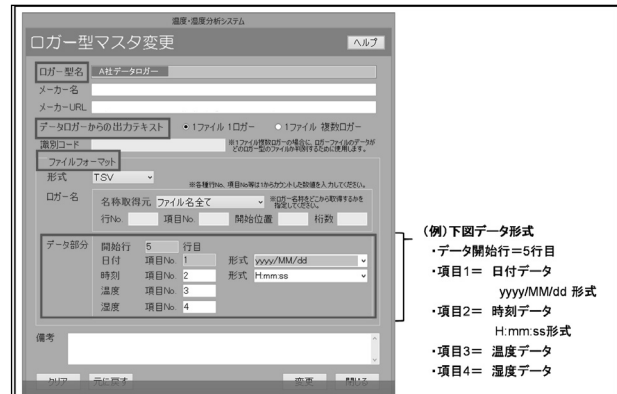 温度・湿度分析システム
ロガー型マスタ変更
ヘルプ
ロガー型名 A社データロガー
メーカー名
メーカーURL
データロガーからの出力テキスト 1ファイル 1ロガー 1ファイル 複数ロガー
識別コード ※1ファイル複数ロガーの場合に、ロガーファイルのデータが
どのロガー型のファイルか判別するために使用します。
ファイルフォーマット
形式 TSV ※各種行No、項目No等は1からカウントした数値を入力してください。
ロガー名 名称取得元 ファイル名全て ※ロガー名称をどこから取得するかを
指定してください。
行No. 項目No. 開始位置 桁数
データ部分 開始行 5 行目
日付 項目No. 1 形式 yyyy/MM/dd
時刻 項目No. 2 形式 H:mm:ss
温度 項目No. 3
湿度 項目No. 4
備考
クリア 元に戻す 変更 閉じる
(例)下図データ形式
・データ開始行=5行目
・項目1= 日付データ
yyyy/MM/dd 形式
・項目2= 時刻データ
H:mm:ss形式
・項目3= 温度データ
・項目4= 湿度データ